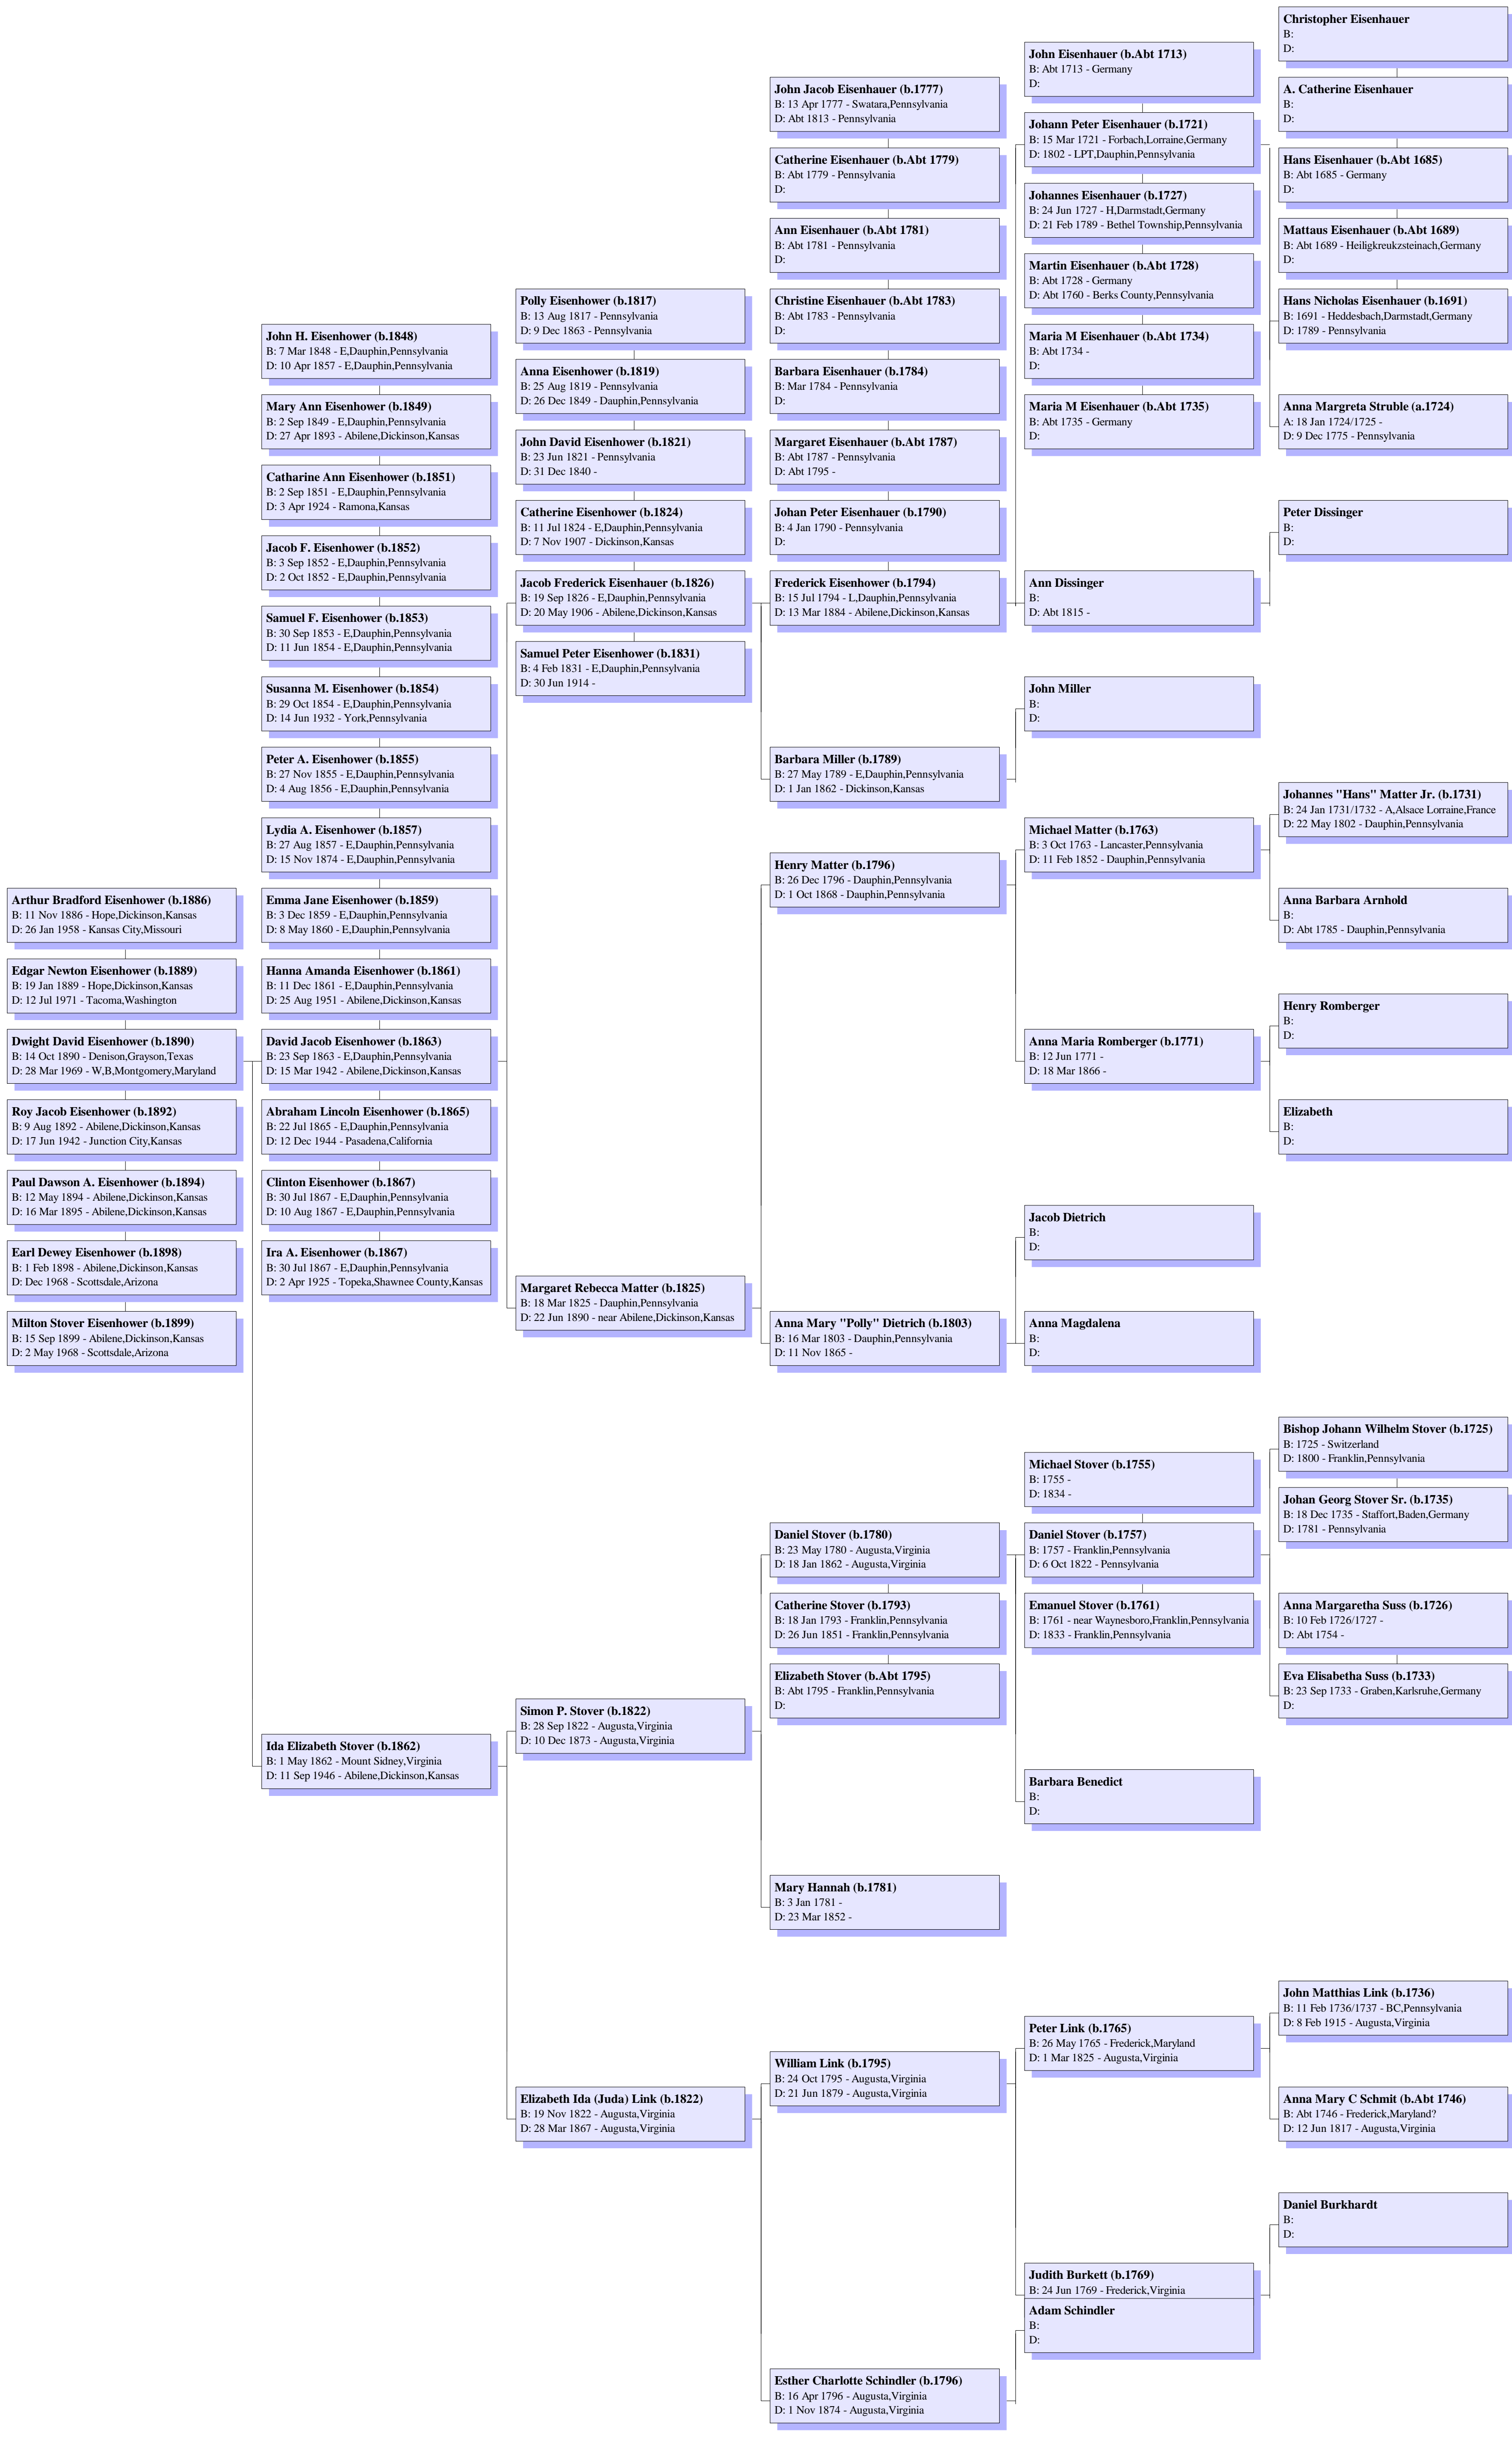 Arthur Bradford Eisenhower (b.1886)
B: 11 Nov 1886 - Hope,Dickinson,Kansas
D: 26 Jan 1958 - Kansas City,Missouri
Edgar Newton Eisenhower (b.1889)
B: 19 Jan 1889 - Hope,Dickinson,Kansas
D: 12 Jul 1971 - Tacoma,Washington
Dwight David Eisenhower (b.1890)
B: 14 Oct 1890 - Denison,Grayson,Texas
D: 28 Mar 1969 - W,B,Montgomery,Maryland
Roy Jacob Eisenhower (b.1892)
B: 9 Aug 1892 - Abilene,Dickinson,Kansas
D: 17 Jun 1942 - Junction City,Kansas
Paul Dawson A. Eisenhower (b.1894)
B: 12 May 1894 - Abilene,Dickinson,Kansas
D: 16 Mar 1895 - Abilene,Dickinson,Kansas
Earl Dewey Eisenhower (b.1898)
B: 1 Feb 1898 - Abilene,Dickinson,Kansas
D: Dec 1968 - Scottsdale,Arizona
Milton Stover Eisenhower (b.1899)
B: 15 Sep 1899 - Abilene,Dickinson,Kansas
D: 2 May 1968 - Scottsdale,Arizona
John H. Eisenhower (b.1848)
B: 7 Mar 1848 - E,Dauphin,Pennsylvania
D: 10 Apr 1857 - E,Dauphin,Pennsylvania
Mary Ann Eisenhower (b.1849)
B: 2 Sep 1849 - E,Dauphin,Pennsylvania
D: 27 Apr 1893 - Abilene,Dickinson,Kansas
Catharine Ann Eisenhower (b.1851)
B: 2 Sep 1851 - E,Dauphin,Pennsylvania
D: 3 Apr 1924 - Ramona,Kansas
Jacob F. Eisenhower (b.1852)
B: 3 Sep 1852 - E,Dauphin,Pennsylvania
D: 2 Oct 1852 - E,Dauphin,Pennsylvania
Samuel F. Eisenhower (b.1853)
B: 30 Sep 1853 - E,Dauphin,Pennsylvania
D: 11 Jun 1854 - E,Dauphin,Pennsylvania
Susanna M. Eisenhower (b.1854)
B: 29 Oct 1854 - E,Dauphin,Pennsylvania
D: 14 Jun 1932 - York,Pennsylvania
Peter A. Eisenhower (b.1855)
B: 27 Nov 1855 - E,Dauphin,Pennsylvania
D: 4 Aug 1856 - E,Dauphin,Pennsylvania
Lydia A. Eisenhower (b.1857)
B: 27 Aug 1857 - E,Dauphin,Pennsylvania
D: 15 Nov 1874 - E,Dauphin,Pennsylvania
Emma Jane Eisenhower (b.1859)
B: 3 Dec 1859 - E,Dauphin,Pennsylvania
D: 8 May 1860 - E,Dauphin,Pennsylvania
Hanna Amanda Eisenhower (b.1861)
B: 11 Dec 1861 - E,Dauphin,Pennsylvania
D: 25 Aug 1951 - Abilene,Dickinson,Kansas
David Jacob Eisenhower (b.1863)
B: 23 Sep 1863 - E,Dauphin,Pennsylvania
D: 15 Mar 1942 - Abilene,Dickinson,Kansas
Abraham Lincoln Eisenhower (b.1865)
B: 22 Jul 1865 - E,Dauphin,Pennsylvania
D: 12 Dec 1944 - Pasadena,California
Clinton Eisenhower (b.1867)
B: 30 Jul 1867 - E,Dauphin,Pennsylvania
D: 10 Aug 1867 - E,Dauphin,Pennsylvania
Ira A. Eisenhower (b.1867)
B: 30 Jul 1867 - E,Dauphin,Pennsylvania
D: 2 Apr 1925 - Topeka,Shawnee County,Kansas
Ida Elizabeth Stover (b.1862)
B: 1 May 1862 - Mount Sidney,Virginia
D: 11 Sep 1946 - Abilene,Dickinson,Kansas
Polly Eisenhower (b.1817)
B: 13 Aug 1817 - Pennsylvania
D: 9 Dec 1863 - Pennsylvania
Anna Eisenhower (b.1819)
B: 25 Aug 1819 - Pennsylvania
D: 26 Dec 1849 - Dauphin,Pennsylvania
John David Eisenhower (b.1821)
B: 23 Jun 1821 - Pennsylvania
D: 31 Dec 1840 -
Catherine Eisenhower (b.1824)
B: 11 Jul 1824 - E,Dauphin,Pennsylvania
D: 7 Nov 1907 - Dickinson,Kansas
Jacob Frederick Eisenhauer (b.1826)
B: 19 Sep 1826 - E,Dauphin,Pennsylvania
D: 20 May 1906 - Abilene,Dickinson,Kansas
Samuel Peter Eisenhower (b.1831)
B: 4 Feb 1831 - E,Dauphin,Pennsylvania
D: 30 Jun 1914 -
Margaret Rebecca Matter (b.1825)
B: 18 Mar 1825 - Dauphin,Pennsylvania
D: 22 Jun 1890 - near Abilene,Dickinson,Kansas
Simon P. Stover (b.1822)
B: 28 Sep 1822 - Augusta,Virginia
D: 10 Dec 1873 - Augusta,Virginia
Elizabeth Ida (Juda) Link (b.1822)
B: 19 Nov 1822 - Augusta,Virginia
D: 28 Mar 1867 - Augusta,Virginia
John Jacob Eisenhauer (b.1777)
B: 13 Apr 1777 - Swatara,Pennsylvania
D: Abt 1813 - Pennsylvania
Catherine Eisenhauer (b.Abt 1779)
B: Abt 1779 - Pennsylvania
D:
Ann Eisenhauer (b.Abt 1781)
B: Abt 1781 - Pennsylvania
D:
Christine Eisenhauer (b.Abt 1783)
B: Abt 1783 - Pennsylvania
D:
Barbara Eisenhauer (b.1784)
B: Mar 1784 - Pennsylvania
D:
Margaret Eisenhauer (b.Abt 1787)
B: Abt 1787 - Pennsylvania
D: Abt 1795 -
Johan Peter Eisenhauer (b.1790)
B: 4 Jan 1790 - Pennsylvania
D:
Frederick Eisenhower (b.1794)
B: 15 Jul 1794 - L,Dauphin,Pennsylvania
D: 13 Mar 1884 - Abilene,Dickinson,Kansas
Barbara Miller (b.1789)
B: 27 May 1789 - E,Dauphin,Pennsylvania
D: 1 Jan 1862 - Dickinson,Kansas
Henry Matter (b.1796)
B: 26 Dec 1796 - Dauphin,Pennsylvania
D: 1 Oct 1868 - Dauphin,Pennsylvania
Anna Mary "Polly" Dietrich (b.1803)
B: 16 Mar 1803 - Dauphin,Pennsylvania
D: 11 Nov 1865 -
Daniel Stover (b.1780)
B: 23 May 1780 - Augusta,Virginia
D: 18 Jan 1862 - Augusta,Virginia
Catherine Stover (b.1793)
B: 18 Jan 1793 - Franklin,Pennsylvania
D: 26 Jun 1851 - Franklin,Pennsylvania
Elizabeth Stover (b.Abt 1795)
B: Abt 1795 - Franklin,Pennsylvania
D:
Mary Hannah (b.1781)
B: 3 Jan 1781 -
D: 23 Mar 1852 -
William Link (b.1795)
B: 24 Oct 1795 - Augusta,Virginia
D: 21 Jun 1879 - Augusta,Virginia
Esther Charlotte Schindler (b.1796)
B: 16 Apr 1796 - Augusta,Virginia
D: 1 Nov 1874 - Augusta,Virginia
John Eisenhauer (b.Abt 1713)
B: Abt 1713 - Germany
D:
Johann Peter Eisenhauer (b.1721)
B: 15 Mar 1721 - Forbach,Lorraine,Germany
D: 1802 - LPT,Dauphin,Pennsylvania
Johannes Eisenhauer (b.1727)
B: 24 Jun 1727 - H,Darmstadt,Germany
D: 21 Feb 1789 - Bethel Township,Pennsylvania
Martin Eisenhauer (b.Abt 1728)
B: Abt 1728 - Germany
D: Abt 1760 - Berks County,Pennsylvania
Maria M Eisenhauer (b.Abt 1734)
B: Abt 1734 -
D:
Maria M Eisenhauer (b.Abt 1735)
B: Abt 1735 - Germany
D:
Ann Dissinger
B:
D: Abt 1815 -
John Miller
B:
D:
Michael Matter (b.1763)
B: 3 Oct 1763 - Lancaster,Pennsylvania
D: 11 Feb 1852 - Dauphin,Pennsylvania
Anna Maria Romberger (b.1771)
B: 12 Jun 1771 -
D: 18 Mar 1866 -
Jacob Dietrich
B:
D:
Anna Magdalena
B:
D:
Michael Stover (b.1755)
B: 1755 -
D: 1834 -
Daniel Stover (b.1757)
B: 1757 - Franklin,Pennsylvania
D: 6 Oct 1822 - Pennsylvania
Emanuel Stover (b.1761)
B: 1761 - near Waynesboro,Franklin,Pennsylvania
D: 1833 - Franklin,Pennsylvania
Barbara Benedict
B:
D:
Peter Link (b.1765)
B: 26 May 1765 - Frederick,Maryland
D: 1 Mar 1825 - Augusta,Virginia
Judith Burkett (b.1769)
B: 24 Jun 1769 - Frederick,Virginia
Adam Schindler
B:
D:
Christopher Eisenhauer
B:
D:
A. Catherine Eisenhauer
B:
D:
Hans Eisenhauer (b.Abt 1685)
B: Abt 1685 - Germany
D:
Mattaus Eisenhauer (b.Abt 1689)
B: Abt 1689 - Heiligkreukzsteinach,Germany
D:
Hans Nicholas Eisenhauer (b.1691)
B: 1691 - Heddesbach,Darmstadt,Germany
D: 1789 - Pennsylvania
Anna Margreta Struble (a.1724)
A: 18 Jan 1724/1725 -
D: 9 Dec 1775 - Pennsylvania
Peter Dissinger
B:
D:
Johannes "Hans" Matter Jr. (b.1731)
B: 24 Jan 1731/1732 - A,Alsace Lorraine,France
D: 22 May 1802 - Dauphin,Pennsylvania
Anna Barbara Arnhold
B:
D: Abt 1785 - Dauphin,Pennsylvania
Henry Romberger
B:
D:
Elizabeth
B:
D:
Bishop Johann Wilhelm Stover (b.1725)
B: 1725 - Switzerland
D: 1800 - Franklin,Pennsylvania
Johan Georg Stover Sr. (b.1735)
B: 18 Dec 1735 - Staffort,Baden,Germany
D: 1781 - Pennsylvania
Anna Margaretha Suss (b.1726)
B: 10 Feb 1726/1727 -
D: Abt 1754 -
Eva Elisabetha Suss (b.1733)
B: 23 Sep 1733 - Graben,Karlsruhe,Germany
D:
John Matthias Link (b.1736)
B: 11 Feb 1736/1737 - BC,Pennsylvania
D: 8 Feb 1915 - Augusta,Virginia
Anna Mary C Schmit (b.Abt 1746)
B: Abt 1746 - Frederick,Maryland?
D: 12 Jun 1817 - Augusta,Virginia
Daniel Burkhardt
B:
D: